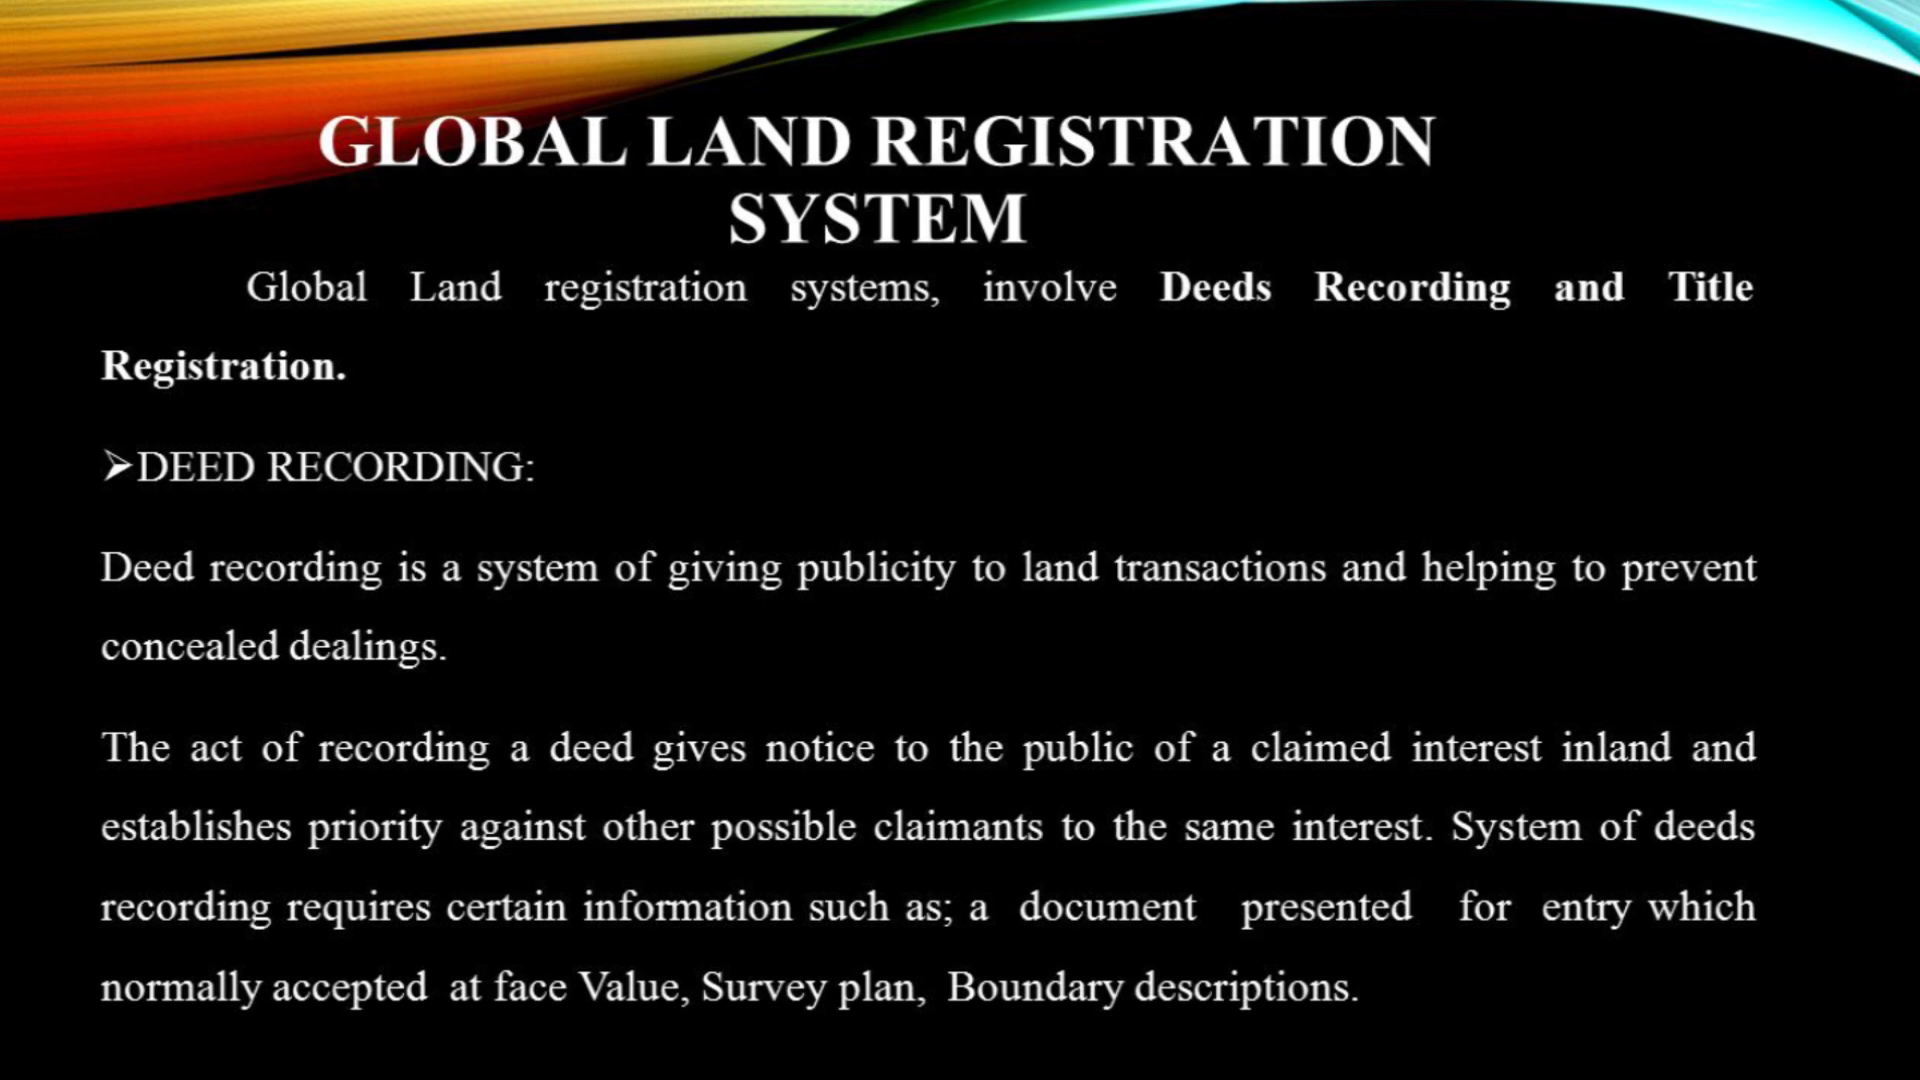 GLOBAL LAND REGISTRATION
SYSTEM
Global Land registration systems, involve Deeds Recording and Title
Registration.
➢DEED RECORDING:
Deed recording is a system of giving publicity to land transactions and helping to prevent
concealed dealings.
The act of recording a deed gives notice to the public of a claimed interest inland and
establishes priority against other possible claimants to the same interest. System of deeds
recording requires certain information such as; a document presented for entry which
normally accepted at face Value, Survey plan, Boundary descriptions.